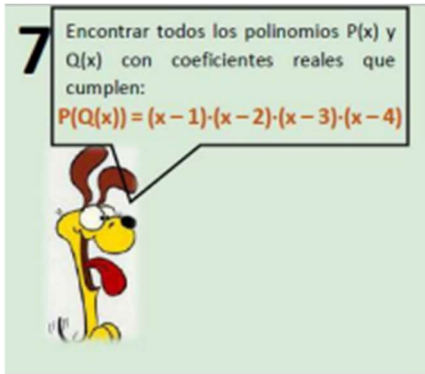 7
Encontrar todos los polinomios P(x) y
Q(x) con coeficientes reales que
cumplen:
P(Q(x)) = (x – 1)·(x – 2)·(x – 3)·(x – 4)